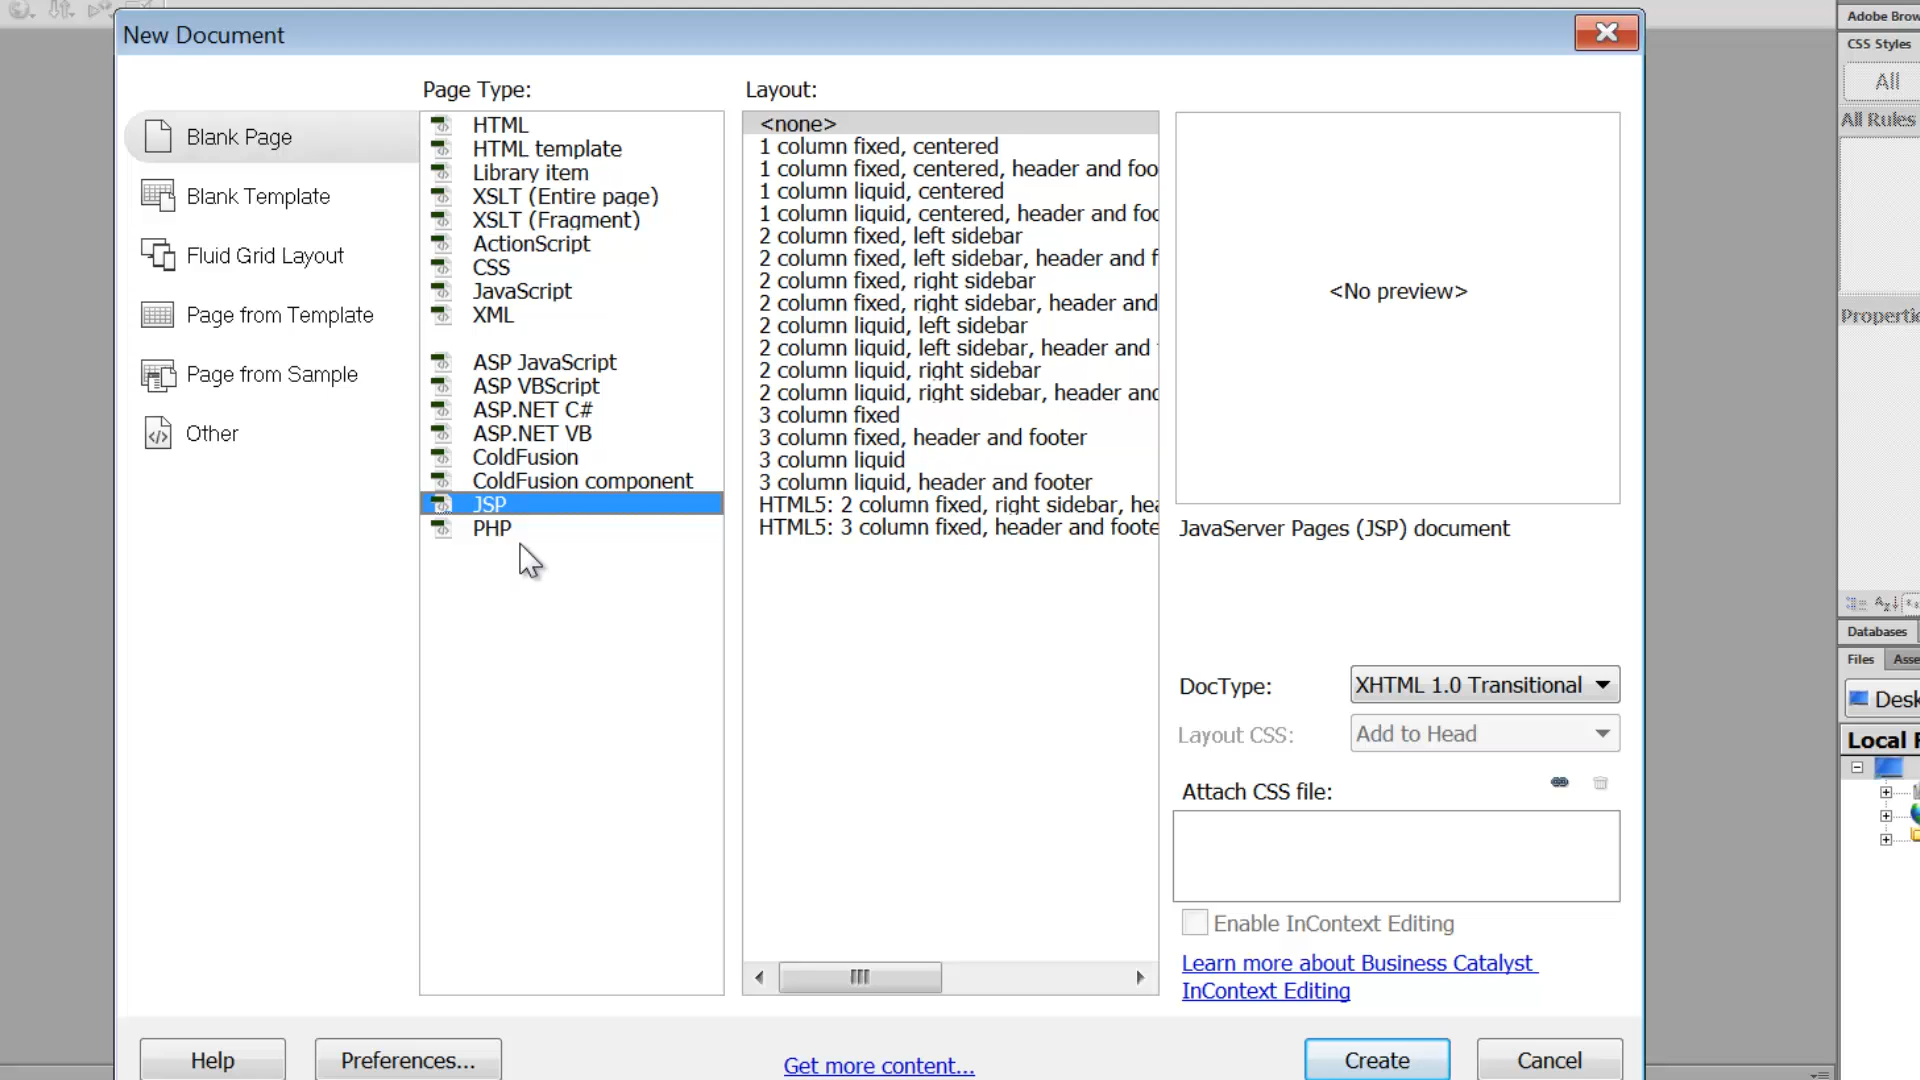 New Document
Adobe Brow
CSS Styles
All
All Rules
Properti
Databases
Files
Asse
Desk
Local F
Page Type:
Layout:
Blank Page
Blank Template
Fluid Grid Layout
Page from Template
Page from Sample
Other
HTML
HTML template
Library item
XSLT (Entire page)
XSLT (Fragment)
ActionScript
CSS
JavaScript
XML
ASP JavaScript
ASP VBScript
ASP.NET C#
ASP.NET VB
ColdFusion
ColdFusion component
JSP
PHP
<none>
1 column fixed, centered
1 column fixed, centered, header and foo
1 column liquid, centered
1 column liquid, centered, header and foo
2 column fixed, left sidebar
2 column fixed, left sidebar, header and f
2 column fixed, right sidebar
2 column fixed, right sidebar, header and
2 column liquid, left sidebar
2 column liquid, left sidebar, header and
2 column liquid, right sidebar
2 column liquid, right sidebar, header and
3 column fixed
3 column fixed, header and footer
3 column liquid
3 column liquid, header and footer
HTML5: 2 column fixed, right sidebar, hea
HTML5: 3 column fixed, header and foote
<No preview>
JavaServer Pages (JSP) document
DocType:
XHTML 1.0 Transitional
Layout CSS:
Add to Head
Attach CSS file:
Enable InContext Editing
Learn more about Business Catalyst
InContext Editing
Help
Preferences...
Get more content...
Create
Cancel